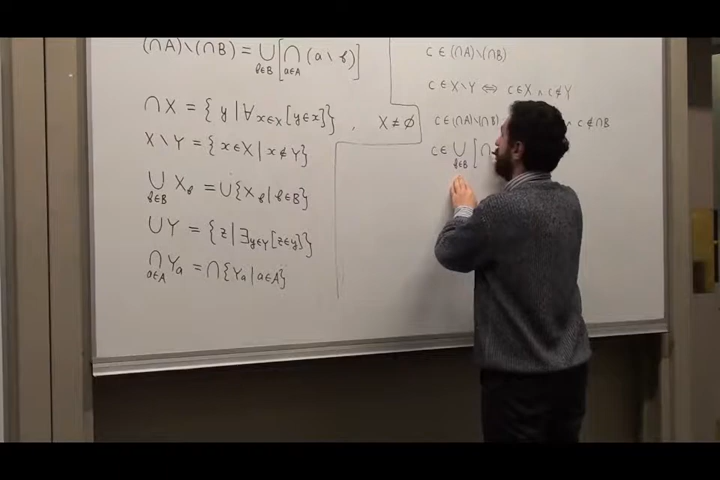 (∩A)∖(∩B) = ∪_{b∈B} [∩_{a∈A} (a∖b)]
∩X = {y | ∀_{x∈X} [y∈x]}, X ≠ ∅
X∖Y = {x∈X | x∉Y}
∪_{b∈B} X_b = ∪{X_b | b∈B}
∪Y = {z | ∃_{y∈Y} [z∈y]}
∩_{a∈A} Y_a = ∩{Y_a | a∈A}
c∈(∩A)∖(∩B)
c∈X∖Y ⇔ c∈X ∧ c∉Y
c∈(∩A)∖(∩B) ∧ c∉∩B
c∈ ∪_{b∈B} [∩